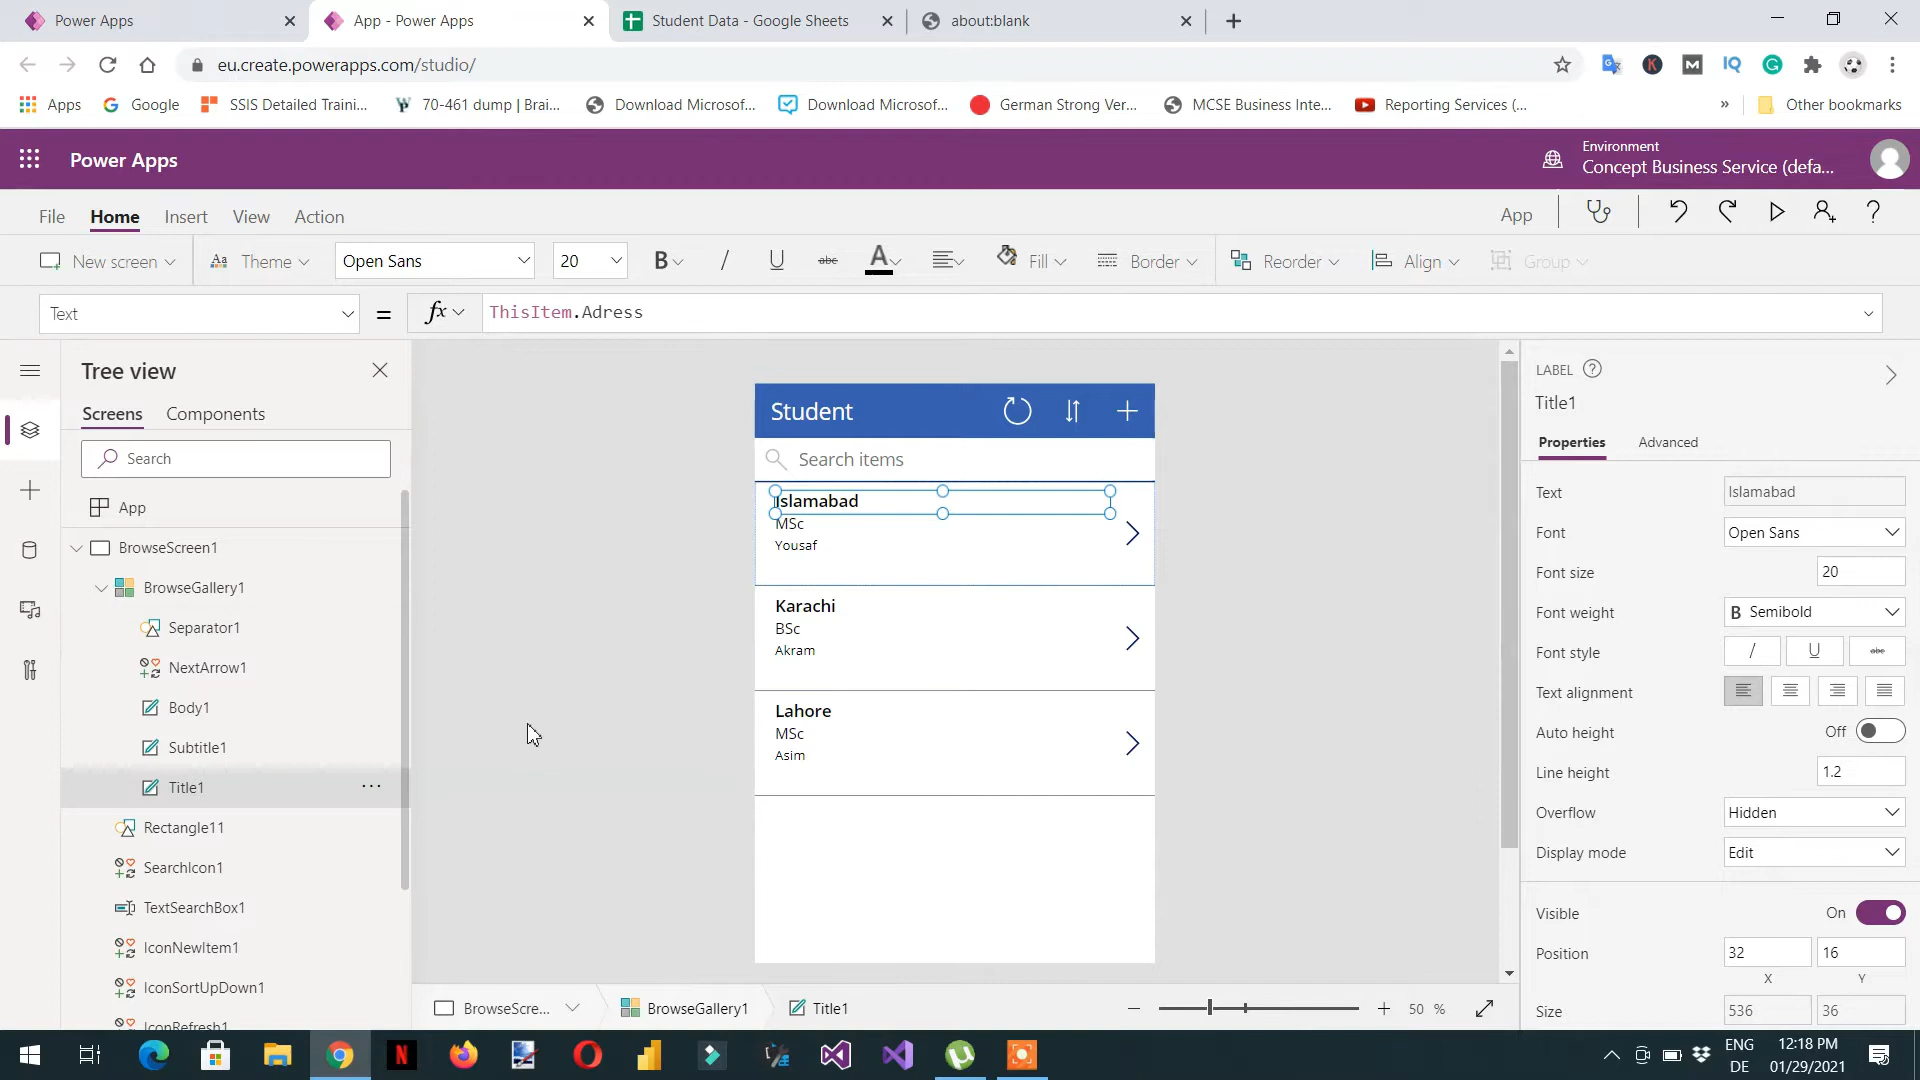 Power Apps
App - Power Apps
Student Data - Google Sheets
about:blank
eu.create.powerapps.com/studio/
Apps
Google
SSIS Detailed Traini...
70-461 dump | Brai...
Download Microsof...
Download Microsof...
German Strong Ver...
MCSE Business Inte...
Reporting Services (...
»
Other bookmarks
Power Apps
Environment
Concept Business Service (defa...
File
Home
Insert
View
Action
App
New screen
Theme
Open Sans
20
B
/
U
abc
A
Fill
Border
Reorder
Align
Group
Text
=
fx
ThisItem.Adress
Tree view
Screens
Components
Search
App
BrowseScreen1
BrowseGallery1
Separator1
NextArrow1
Body1
Subtitle1
Title1
...
Rectangle11
SearchIcon1
TextSearchBox1
IconNewItem1
IconSortUpDown1
IconRefresh1
Student
Search items
Islamabad
MSc
Yousaf
Karachi
BSc
Akram
Lahore
MSc
Asim
BrowseScre...
BrowseGallery1
Title1
50 %
LABEL
Title1
Properties
Advanced
Text
Islamabad
Font
Open Sans
Font size
20
Font weight
B Semibold
Font style
/ U abc
Text alignment
Auto height
Off
Line height
1.2
Overflow
Hidden
Display mode
Edit
Visible
On
Position
32
16
X
Y
Size
536
36
ENG
DE
12:18 PM
01/29/2021